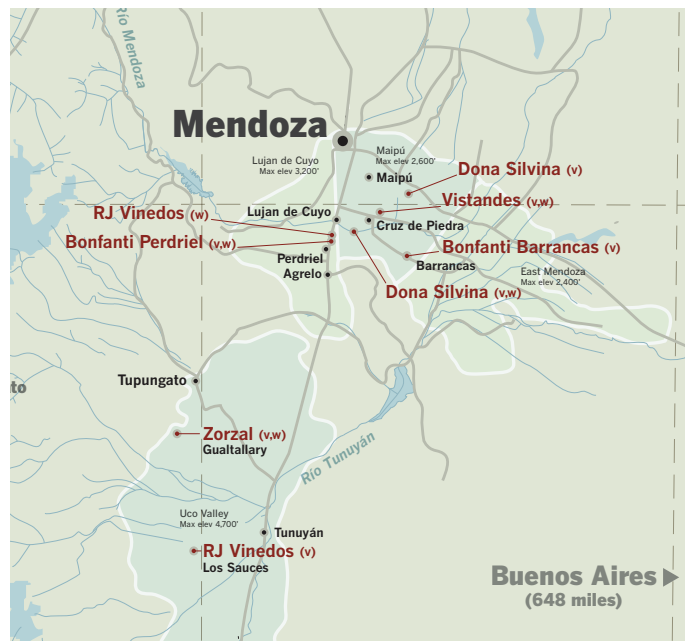 Río Mendoza
Mendoza
Lujan de Cuyo
Max elev 3,200'
Maipú
Max elev 2,600'
Maipú
Dona Silvina (v)
Vistandes (v,w)
RJ Vinedos (w)
Lujan de Cuyo
Cruz de Piedra
Bonfanti Perdriel (v,w)
Bonfanti Barrancas (v)
Perdriel
Barrancas
Agrelo
East Mendoza
Max elev 2,400'
Dona Silvina (v,w)
Tupungato
to
Zorzal (v,w)
Gualtallary
Río Tunuyán
Uco Valley
Max elev 4,700'
Tunuyán
RJ Vinedos (v)
Los Sauces
Buenos Aires
(648 miles)